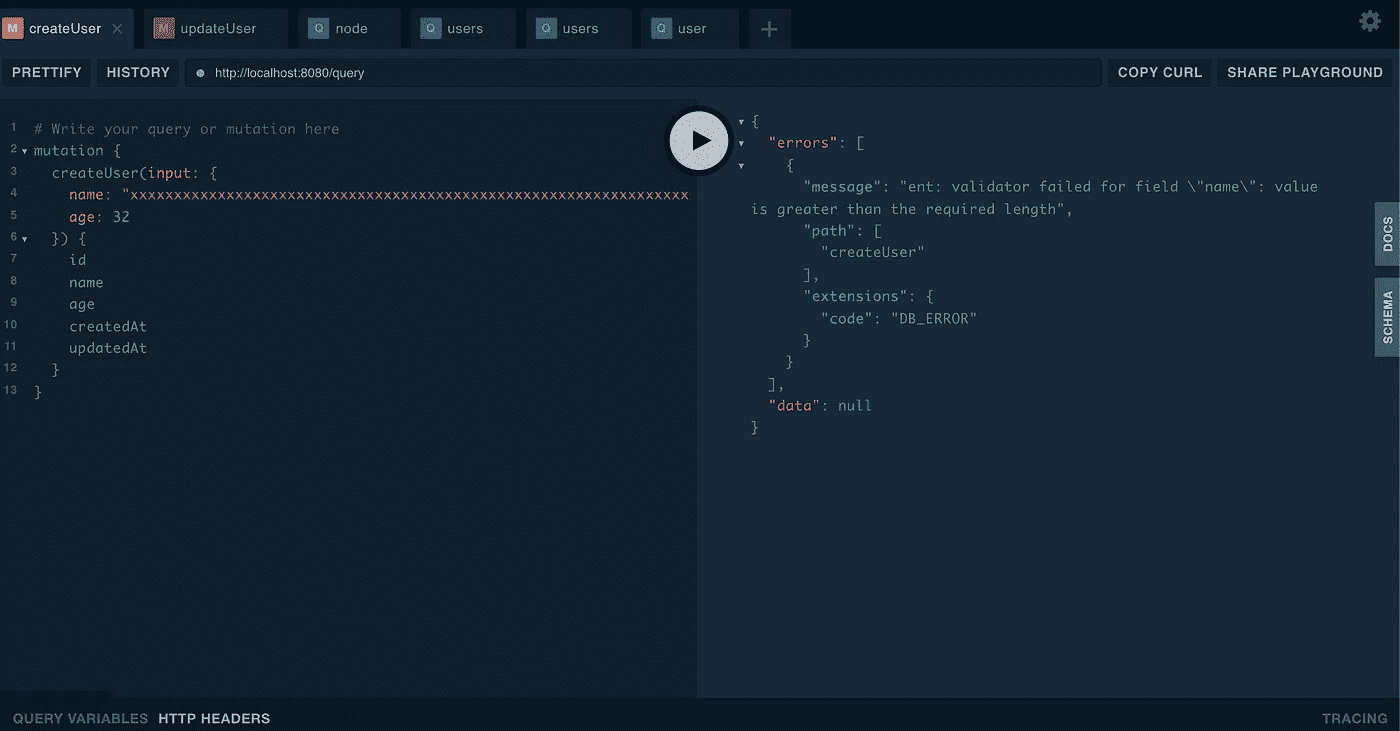 M createUser × M updateUser Q node Q users Q users Q user +
PRETTIFY HISTORY http://localhost:8080/query COPY CURL SHARE PLAYGROUND
1 # Write your query or mutation here
2 mutation {
3 createUser(input: {
4 name: "xxxxxxxxxxxxxxxxxxxxxxxxxxxxxxxxxxxxxxxxxxxxxxxxxxxxxxxxxxxxxxxx
5 age: 32
6 }) {
7 id
8 name
9 age
10 createdAt
11 updatedAt
12 }
13 }
{
"errors": [
{
"message": "ent: validator failed for field \"name\": value
is greater than the required length",
"path": [
"createUser"
],
"extensions": {
"code": "DB_ERROR"
}
}
],
"data": null
}
DOCS
SCHEMA
QUERY VARIABLES HTTP HEADERS TRACING